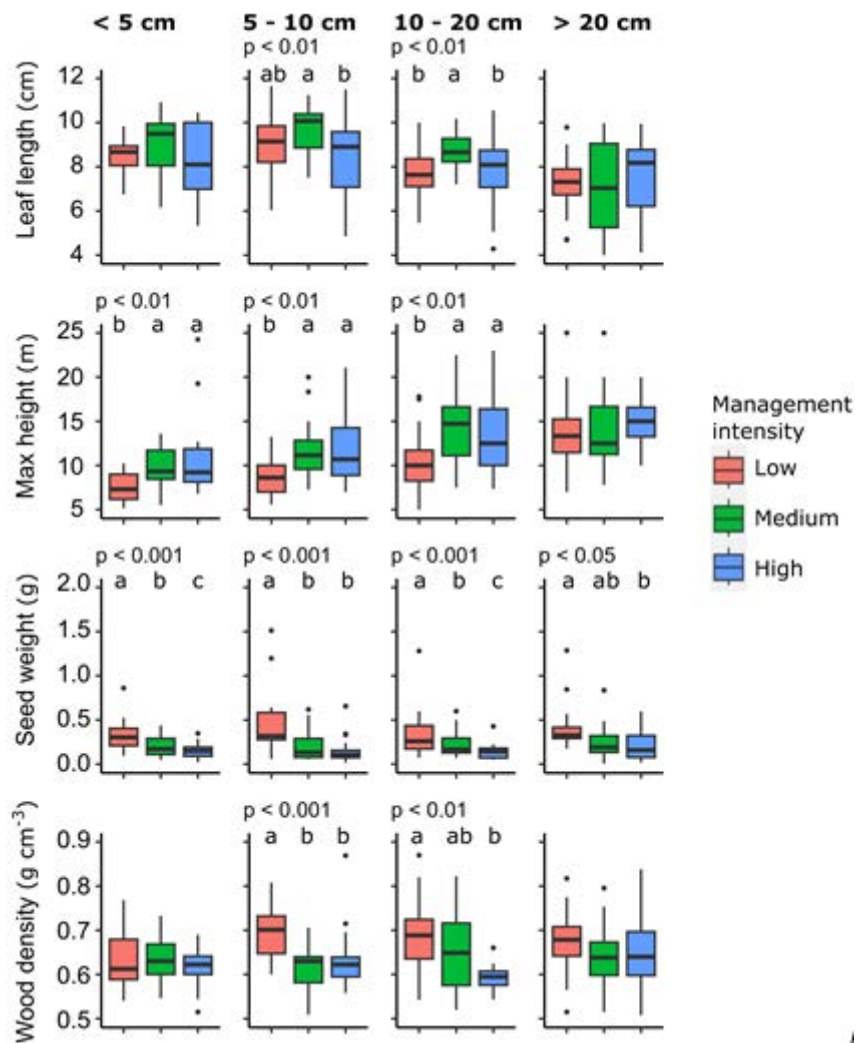 < 5 cm 5 - 10 cm 10 - 20 cm > 20 cm
p < 0.01 p < 0.01
ab a b b a b
Leaf length (cm)
12
10
8
6
4
p < 0.01 p < 0.01 p < 0.01
b a a b a a b a a
Max height (m)
25
20
15
10
5
Management
intensity
Low
Medium
High
p < 0.001 p < 0.001 p < 0.001 p < 0.05
a b c a b b a b c a ab b
Seed weight (g)
2.0
1.5
1.0
0.5
0.0
p < 0.001 p < 0.01
a b b a ab b
Wood density (g cm⁻³)
0.9
0.8
0.7
0.6
0.5